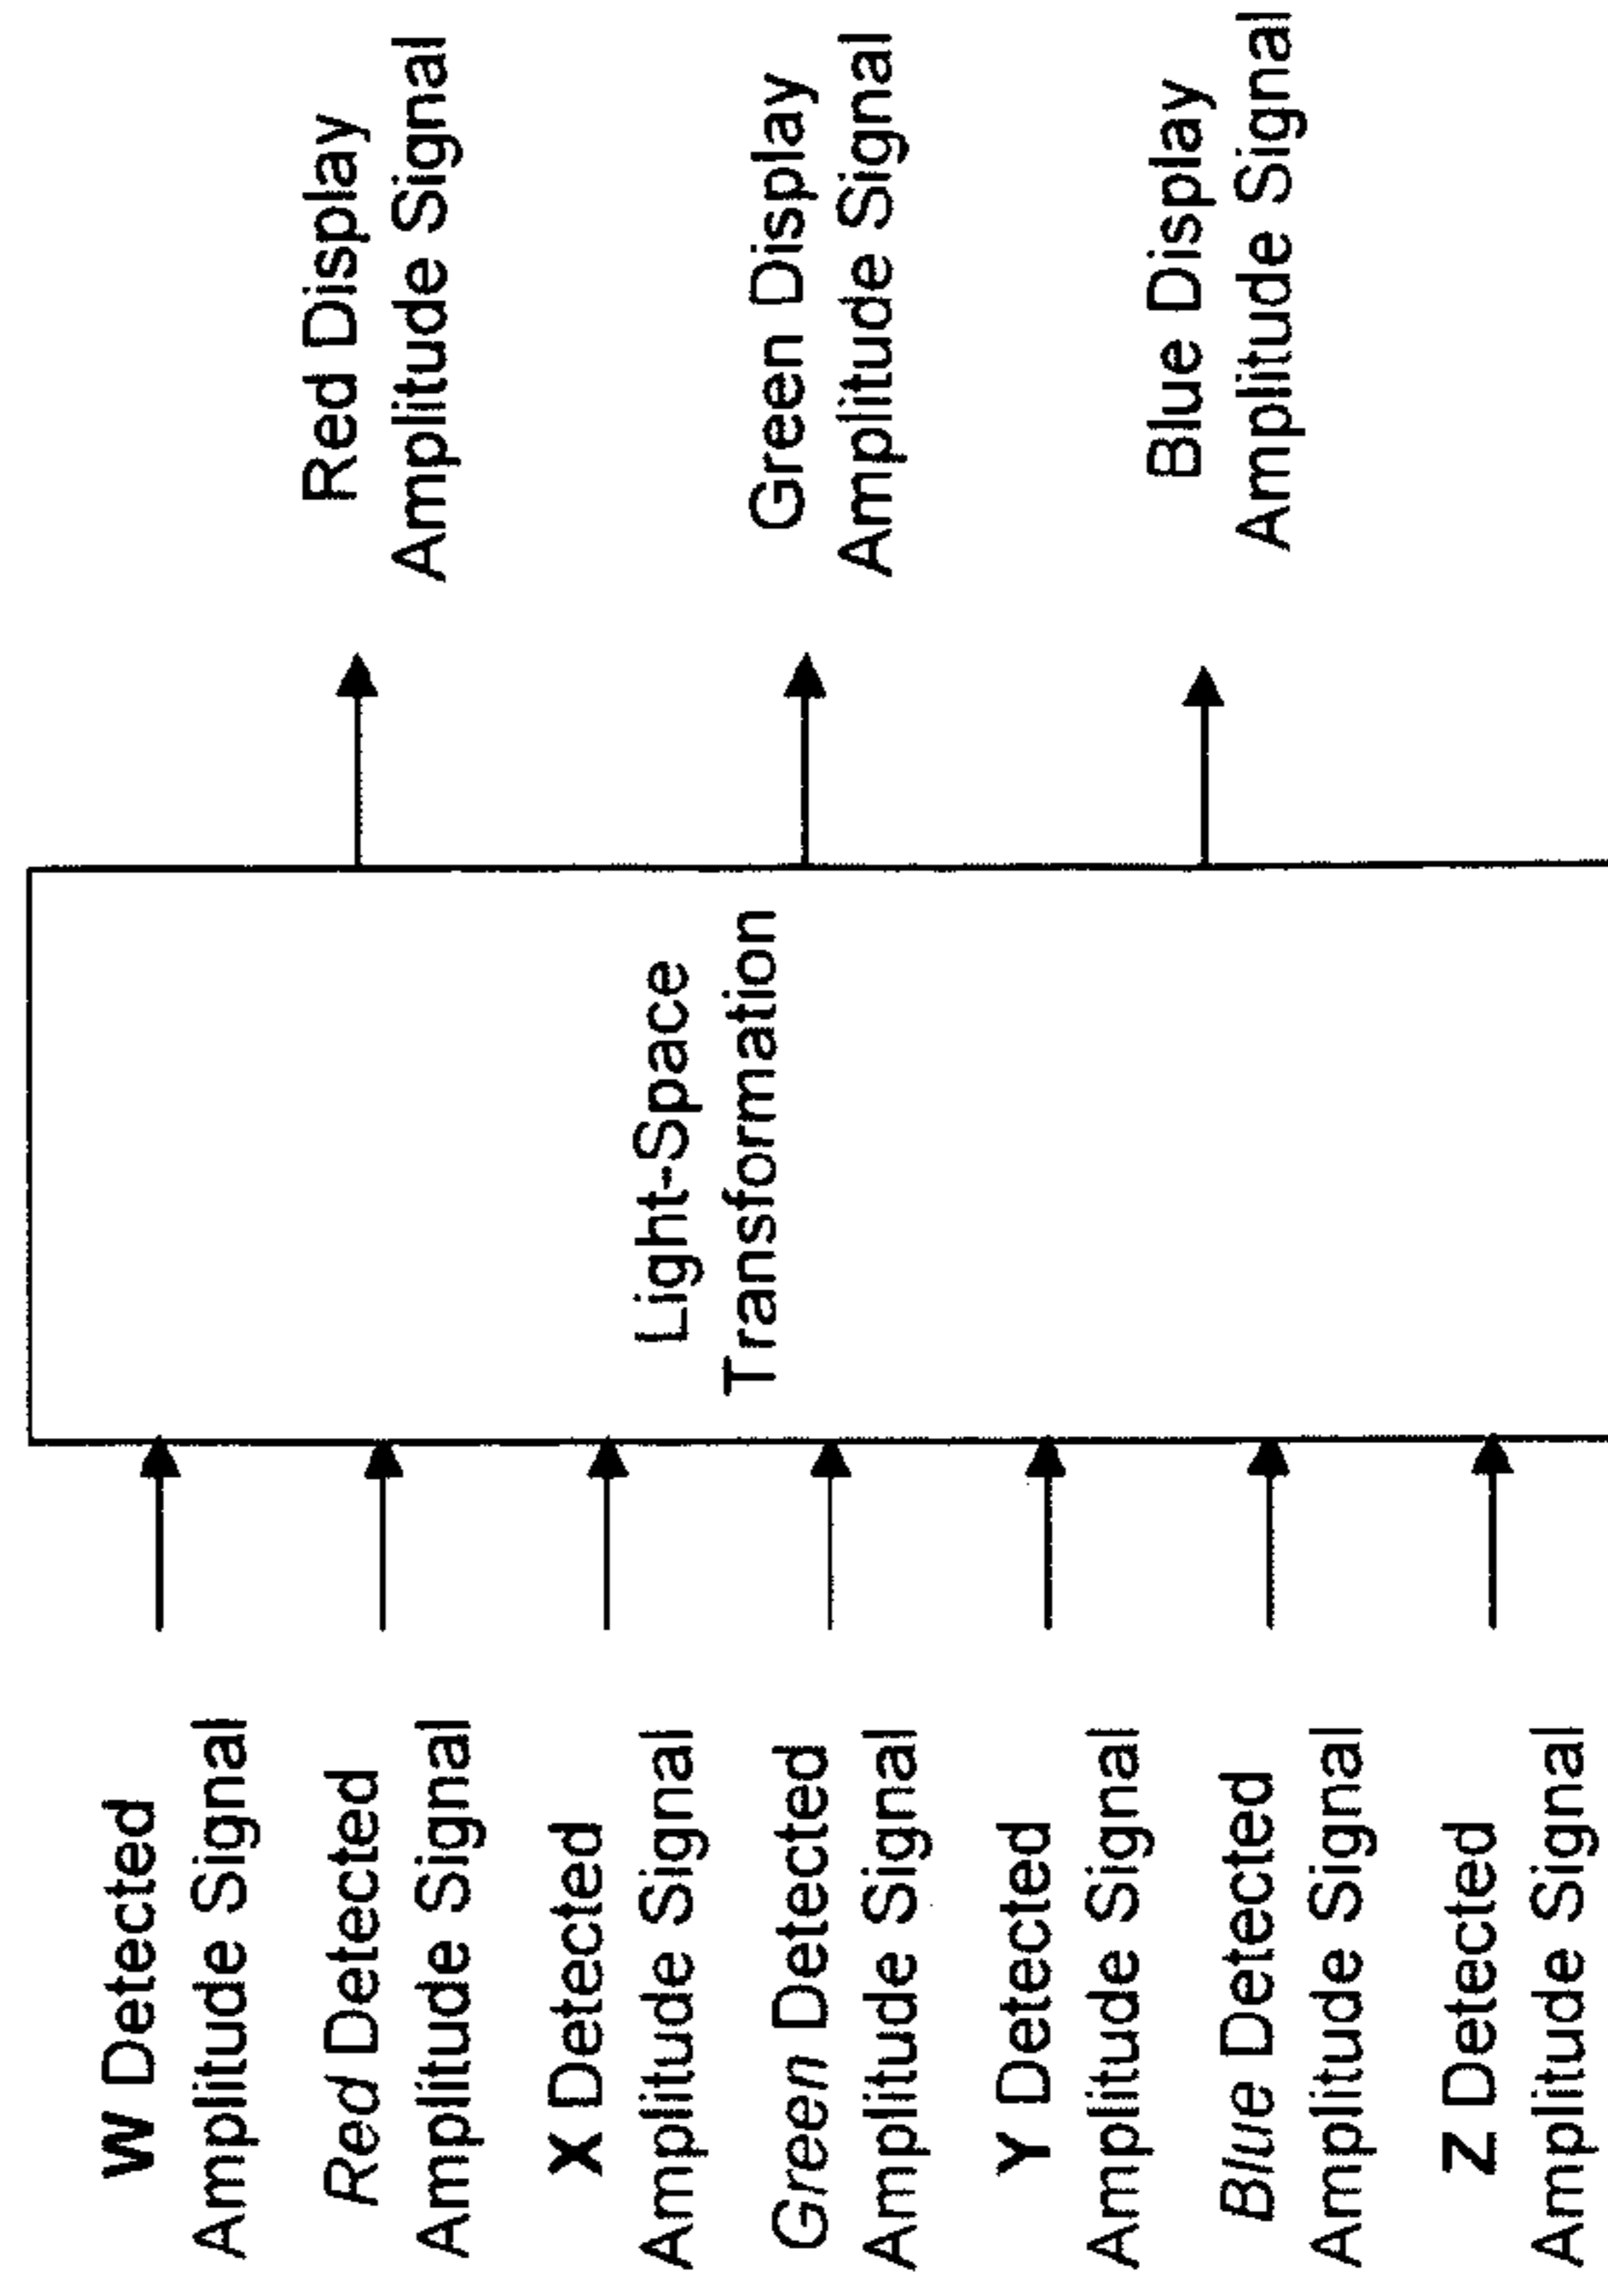 W Detected
Amplitude Signal
Red Detected
Amplitude Signal
X Detected
Amplitude Signal
Green Detected
Amplitude Signal
Y Detected
Amplitude Signal
Blue Detected
Amplitude Signal
Z Detected
Amplitude Signal
Light-Space
Transformation
Red Display
Amplitude Signal
Green Display
Amplitude Signal
Blue Display
Amplitude Signal